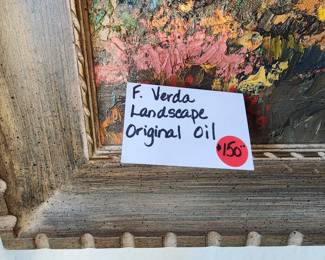 F. Verda
Landscape
Original Oil
$150⁰⁰